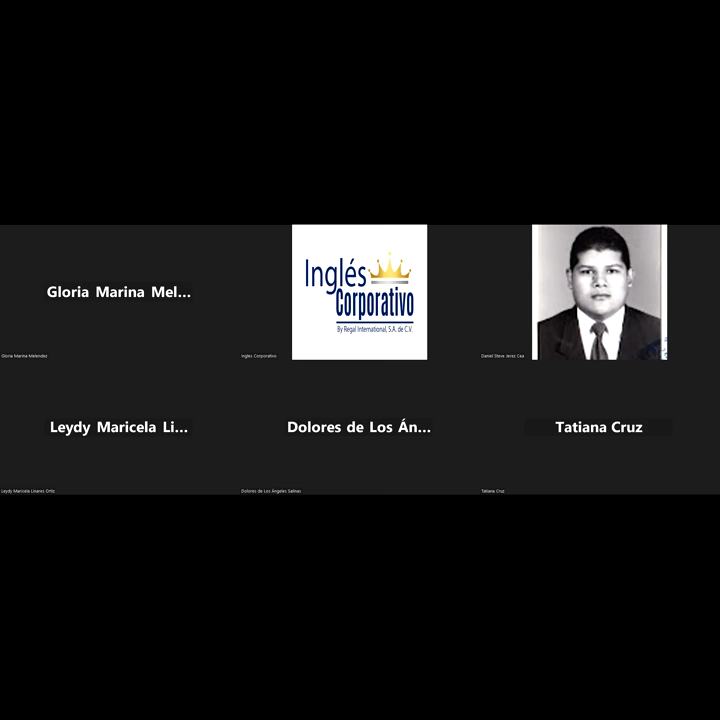 Gloria Marina Mel...
Gloria Marina Melendez
Inglés
Corporativo
By Regal International, S.A. de C.V.
Inglés Corporativo
Daniel Steve Jerez Cea
Leydy Maricela Li...
Leydy Maricela Linares Ortiz
Dolores de Los Án...
Dolores de Los Ángeles Salinas
Tatiana Cruz
Tatiana Cruz